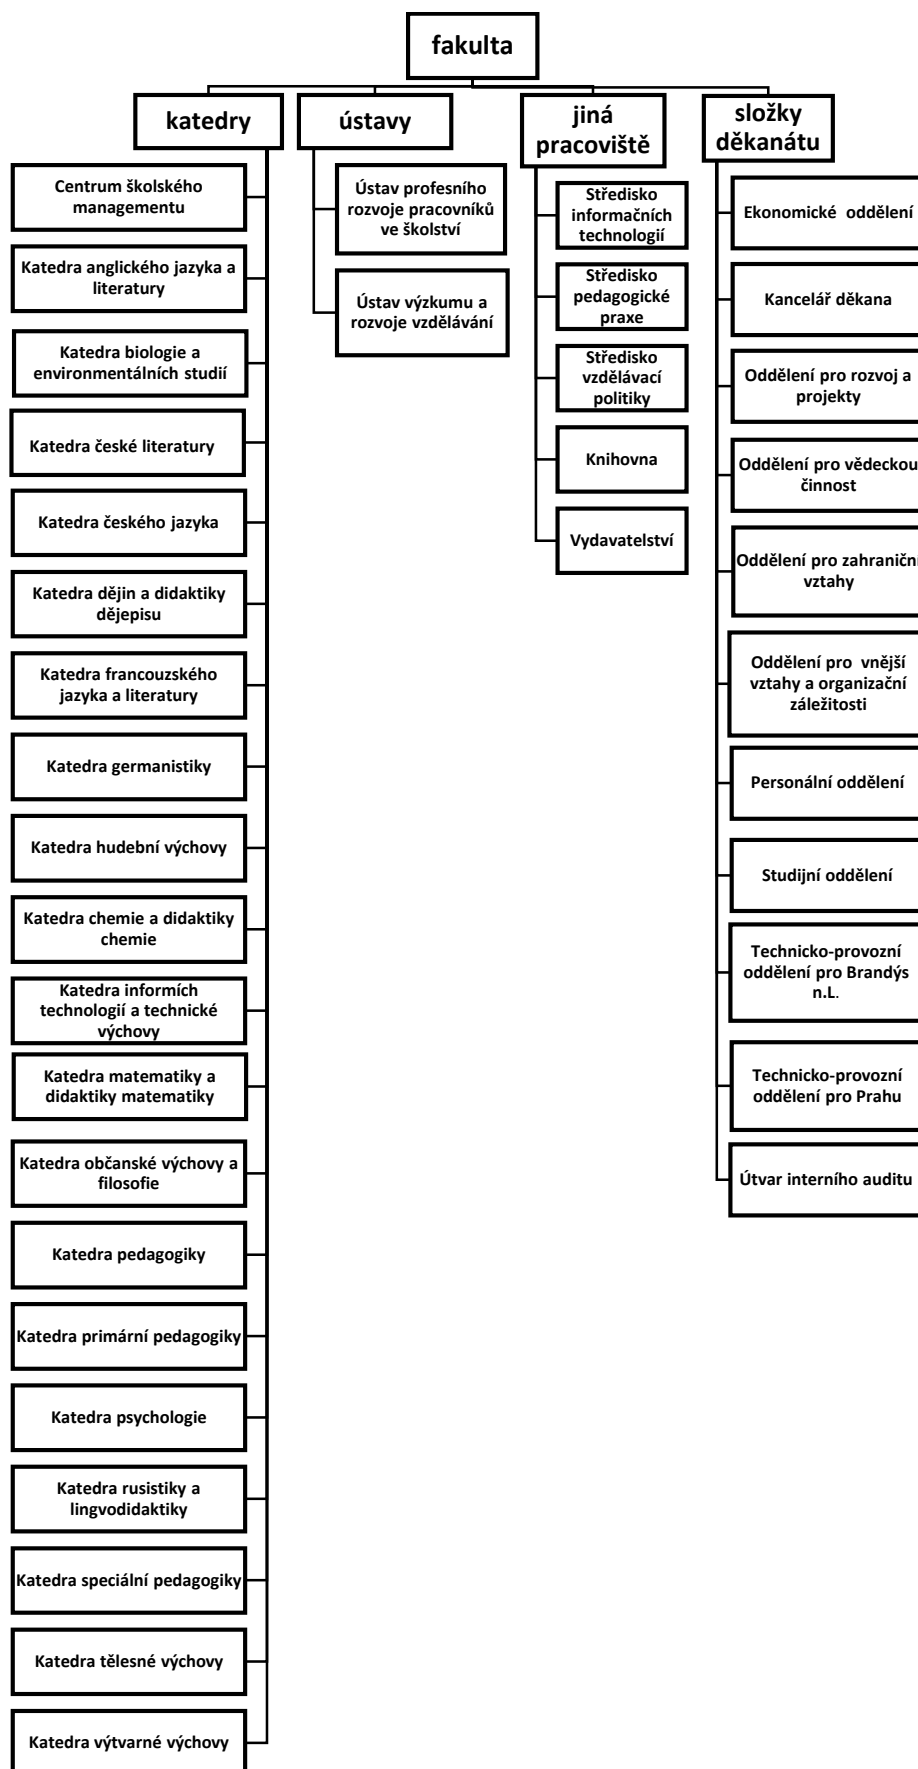 fakulta
katedry
Centrum školského
managementu
Katedra anglického jazyka a
literatury
Katedra biologie a
environmentálních studií
Katedra české literatury
Katedra českého jazyka
Katedra dějin a didaktiky
dějepisu
Katedra francouzského
jazyka a literatury
Katedra germanistiky
Katedra hudební výchovy
Katedra chemie a didaktiky
chemie
Katedra informích
technologií a technické
výchovy
Katedra matematiky a
didaktiky matematiky
Katedra občanské výchovy a
filosofie
Katedra pedagogiky
Katedra primární pedagogiky
Katedra psychologie
Katedra rusistiky a
lingvodidaktiky
Katedra speciální pedagogiky
Katedra tělesné výchovy
Katedra výtvarné výchovy
ústavy
Ústav profesního
rozvoje pracovníků
ve školství
Ústav výzkumu a
rozvoje vzdělávání
jiná
pracoviště
Středisko
informačních
technologií
Středisko
pedagogické
praxe
Středisko
vzdělávací
politiky
Knihovna
Vydavatelství
složky
děkanátu
Ekonomické oddělení
Kancelář děkana
Oddělení pro rozvoj a
projekty
Oddělení pro vědeckou
činnost
Oddělení pro zahraniční
vztahy
Oddělení pro vnější
vztahy a organizační
záležitosti
Personální oddělení
Studijní oddělení
Technicko-provozní
oddělení pro Brandýs
n.L.
Technicko-provozní
oddělení pro Prahu
Útvar interního auditu